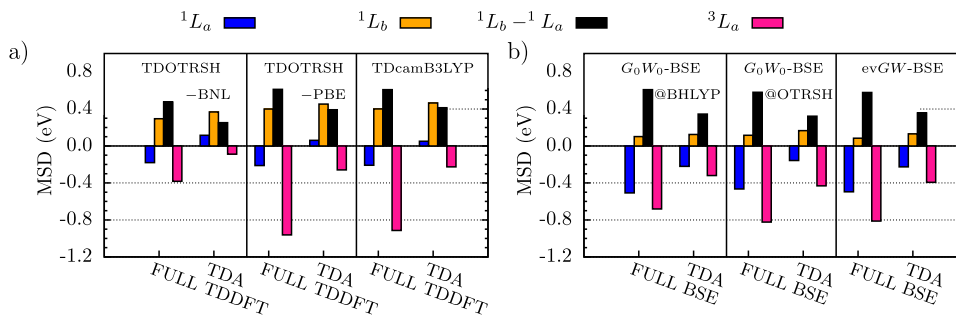 ¹Lₐ ¹L_b ¹L_b −¹ Lₐ ³Lₐ
a)
MSD (eV)
0.8
0.4
0.0
-0.4
-0.8
-1.2
TDOTRSH
−BNL
TDOTRSH
−PBE
TDcamB3LYP
FULL TDDFT
TDA
FULL TDDFT
TDA
FULL TDDFT
TDA
b)
MSD (eV)
0.8
0.4
0.0
-0.4
-0.8
-1.2
G₀W₀-BSE
@BHLYP
G₀W₀-BSE
@OTRSH
evGW-BSE
FULL BSE
TDA
FULL BSE
TDA
FULL BSE
TDA